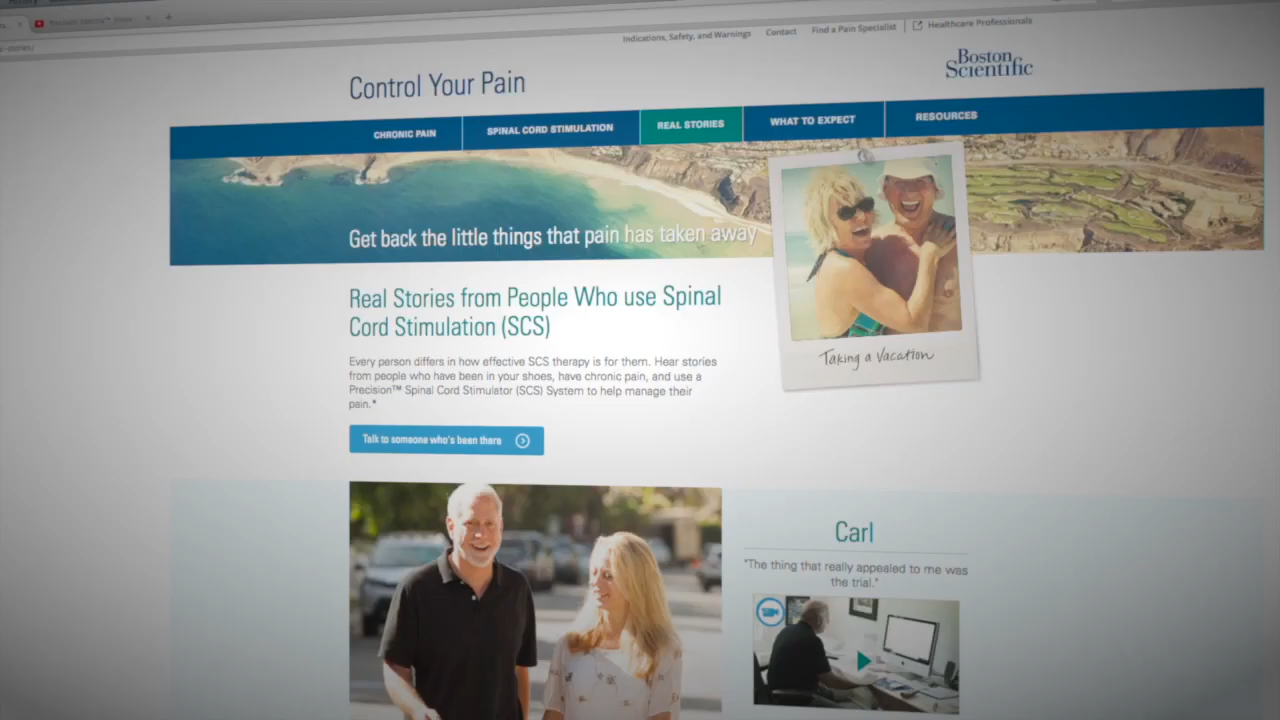 p-stories/
Indications, Safety, and Warnings
Contact
Find a Pain Specialist
Healthcare Professionals
Control Your Pain
Boston
Scientific
CHRONIC PAIN
SPINAL CORD STIMULATION
REAL STORIES
WHAT TO EXPECT
RESOURCES
Get back the little things that pain has taken away
Taking a Vacation
Real Stories from People Who use Spinal
Cord Stimulation (SCS)
Every person differs in how effective SCS therapy is for them. Hear stories
from people who have been in your shoes, have chronic pain, and use a
Precision™ Spinal Cord Stimulator (SCS) System to help manage their
pain.*
Talk to someone who's been there
Carl
"The thing that really appealed to me was
the trial."